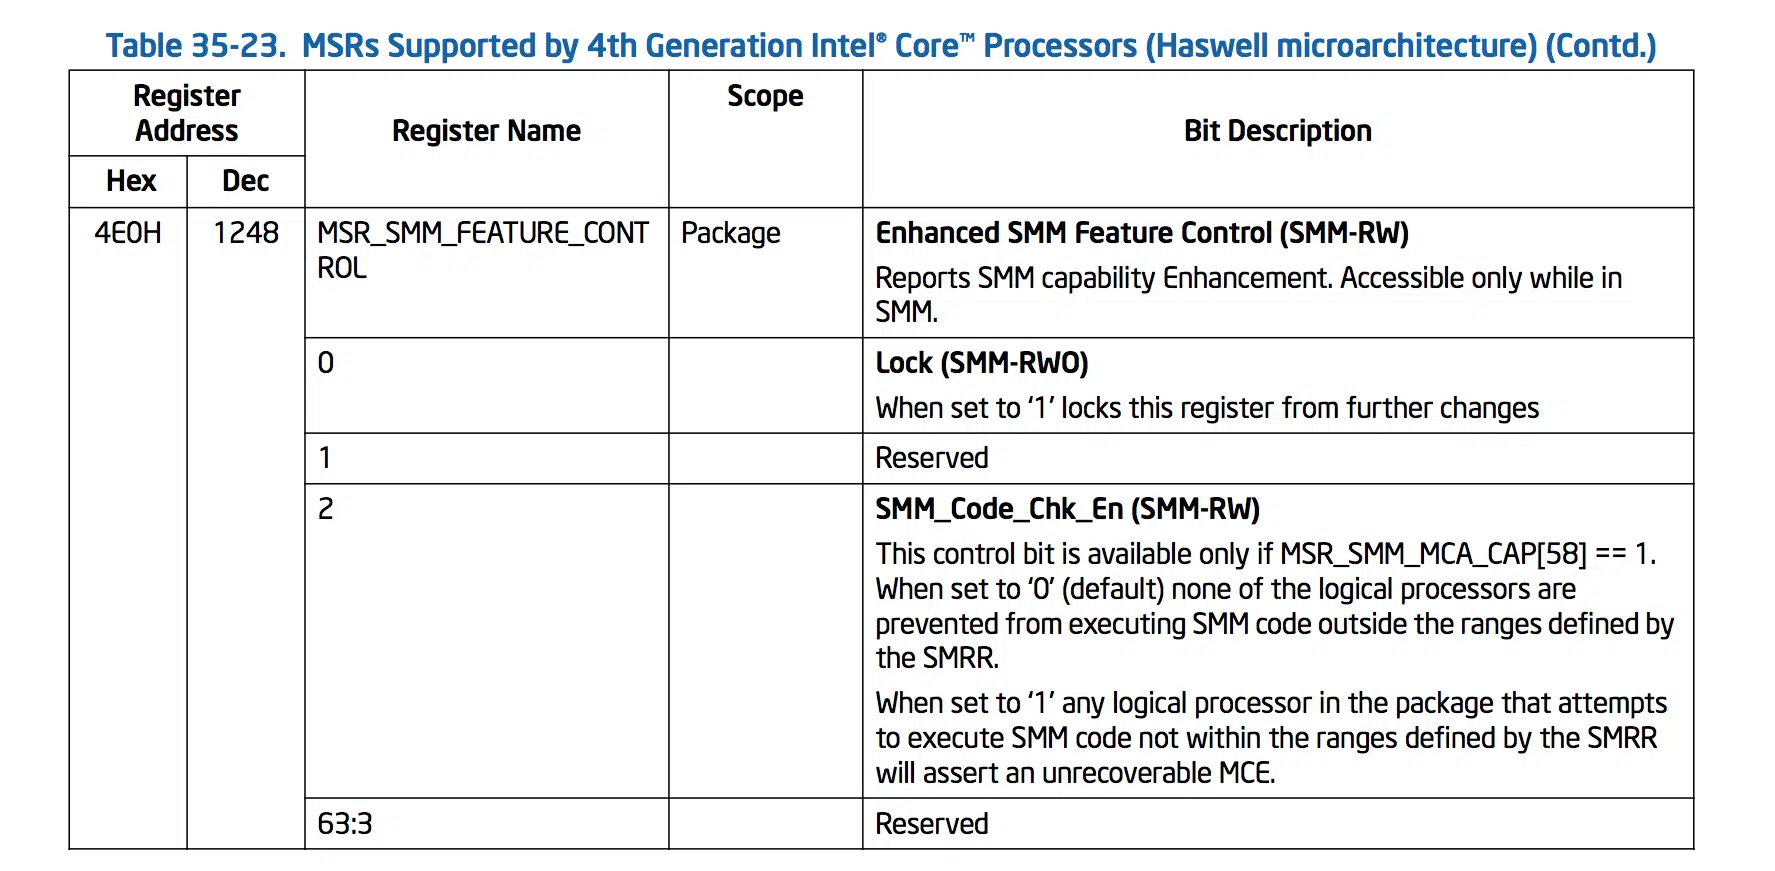 Table 35-23. MSRs Supported by 4th Generation Intel® Core™ Processors (Haswell microarchitecture) (Contd.)
Register
Address
Register Name
Scope
Bit Description
Hex
Dec
4E0H
1248
MSR_SMM_FEATURE_CONT
ROL
Package
Enhanced SMM Feature Control (SMM-RW)
Reports SMM capability Enhancement. Accessible only while in
SMM.
0
Lock (SMM-RWO)
When set to ‘1’ locks this register from further changes
1
Reserved
2
SMM_Code_Chk_En (SMM-RW)
This control bit is available only if MSR_SMM_MCA_CAP[58] == 1.
When set to ‘0’ (default) none of the logical processors are
prevented from executing SMM code outside the ranges defined by
the SMRR.
When set to ‘1’ any logical processor in the package that attempts
to execute SMM code not within the ranges defined by the SMRR
will assert an unrecoverable MCE.
63:3
Reserved